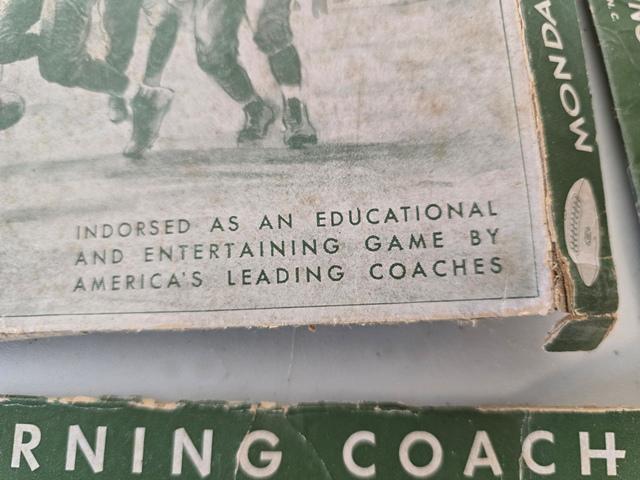 MONDA
INDORSED AS AN EDUCATIONAL
AND ENTERTAINING GAME BY
AMERICA'S LEADING COACHES
RNING COACH